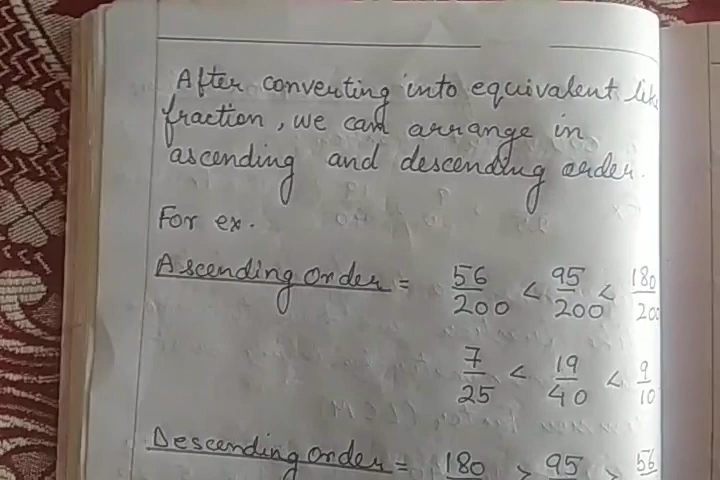 After converting into equivalent like
fraction, we can arrange in
ascending and descending order.
For ex.
Ascending order = 56/200 < 95/200 < 180/200
7/25 < 19/40 < 9/10
Descending order = 180 > 95 > 56